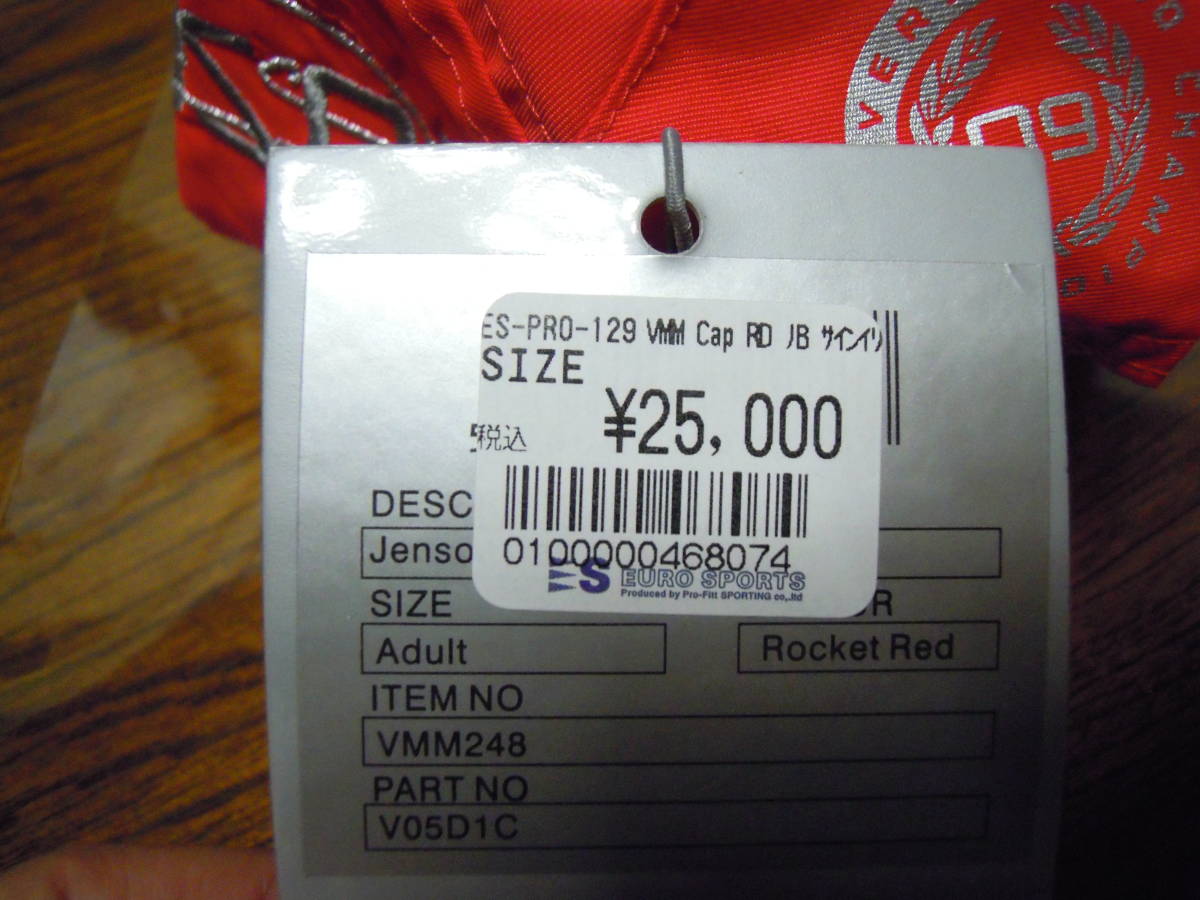 09
ES-PRO-129 VMM Cap RD JB サインイリ
SIZE
税込 ¥25,000
0100000468074
ES EURO SPORTS
Produced by Pro-Fitt SPORTING co,.ltd
DESC
Jenso
SIZE
Adult
Rocket Red
ITEM NO
VMM248
PART NO
V05D1C